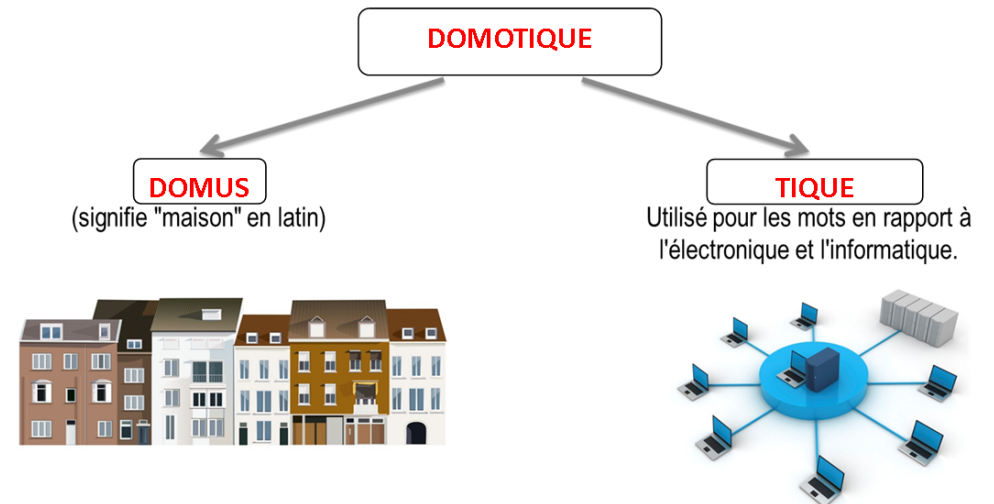 DOMOTIQUE
DOMUS
(signifie "maison" en latin)
TIQUE
Utilisé pour les mots en rapport à
l'électronique et l'informatique.